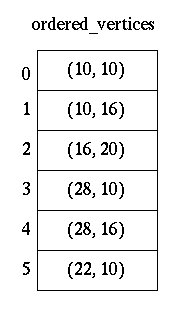 ordered_vertices
0 (10, 10)
1 (10, 16)
2 (16, 20)
3 (28, 10)
4 (28, 16)
5 (22, 10)